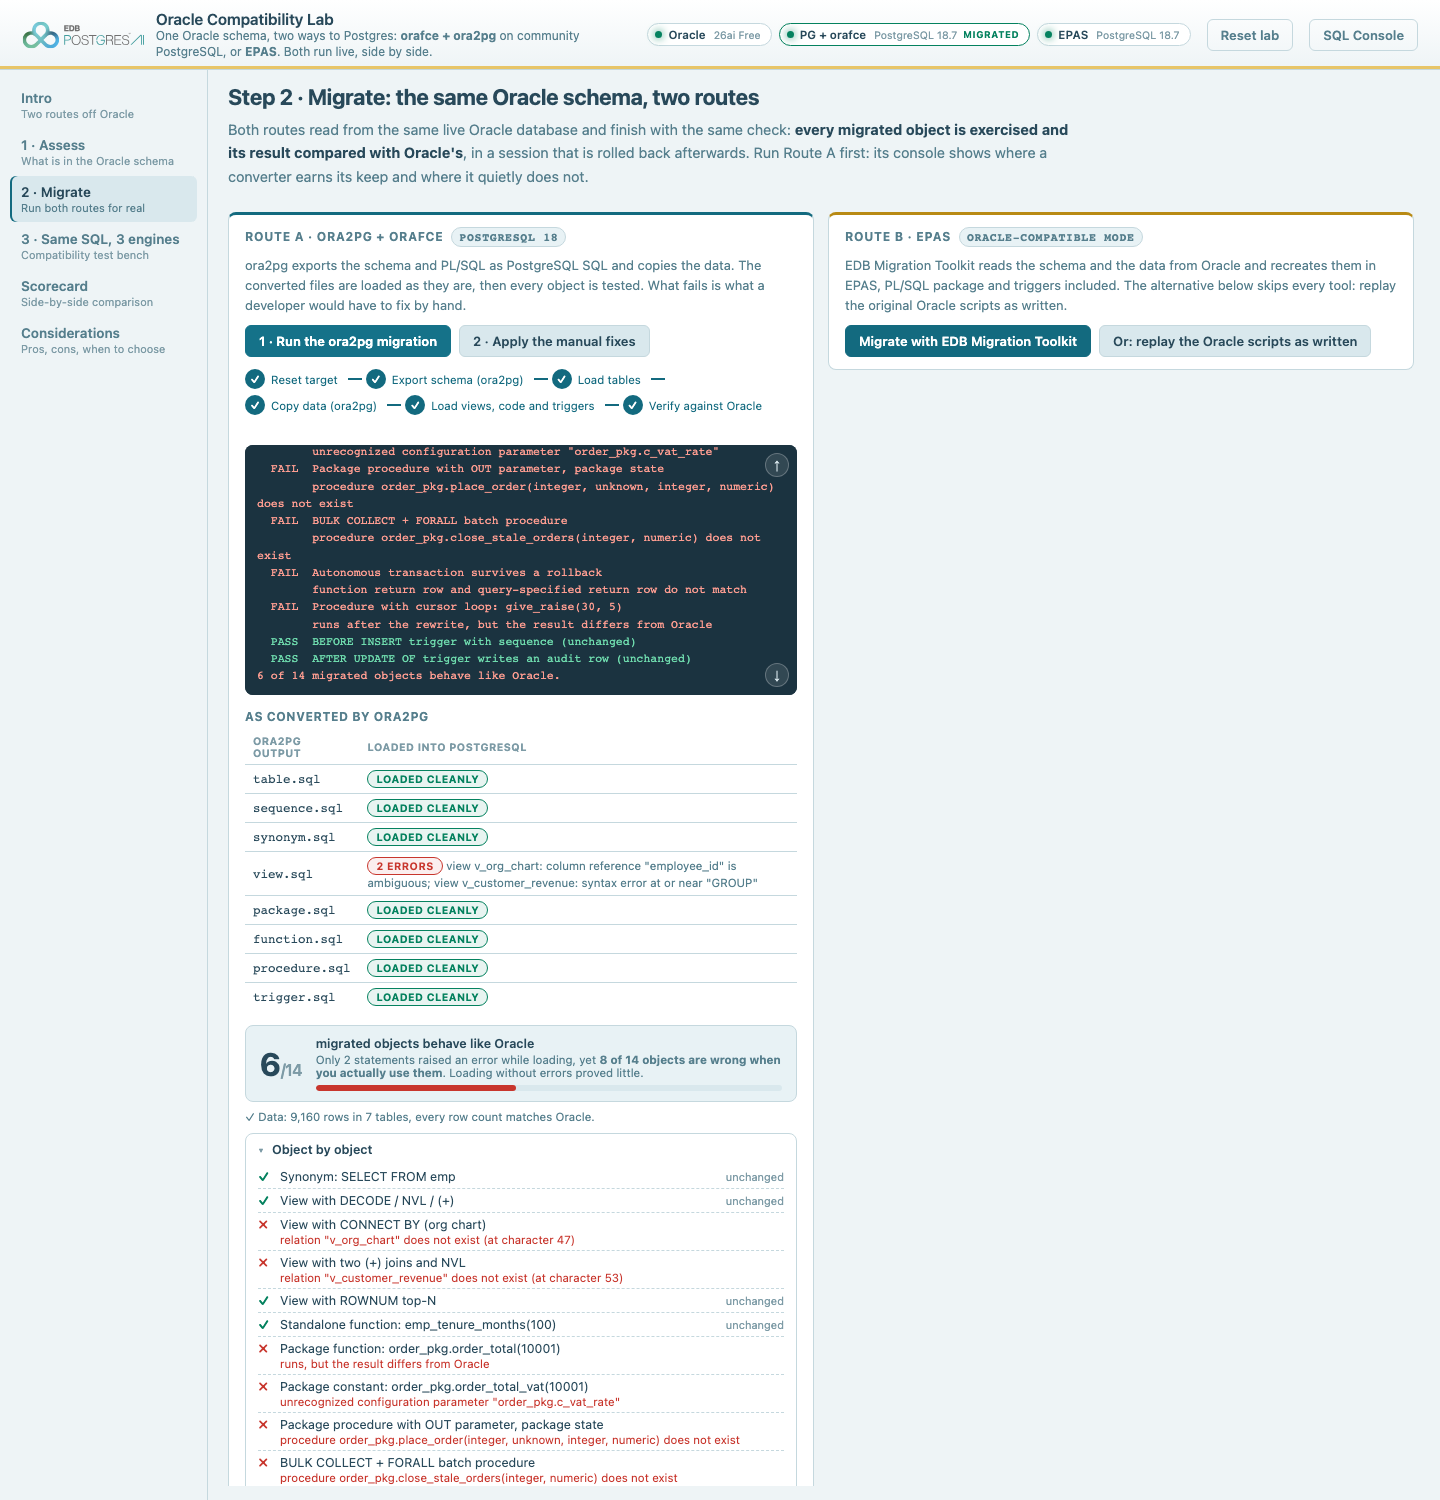 EDB
POSTGRES AI
Oracle Compatibility Lab
One Oracle schema, two ways to Postgres: orafce + ora2pg on community
PostgreSQL, or EPAS. Both run live, side by side.
Oracle 26ai Free
PG + orafce PostgreSQL 18.7 MIGRATED
EPAS PostgreSQL 18.7
Reset lab
SQL Console
Intro
Two routes off Oracle
1 · Assess
What is in the Oracle schema
2 · Migrate
Run both routes for real
3 · Same SQL, 3 engines
Compatibility test bench
Scorecard
Side-by-side comparison
Considerations
Pros, cons, when to choose
Step 2 · Migrate: the same Oracle schema, two routes
Both routes read from the same live Oracle database and finish with the same check: every migrated object is exercised and
its result compared with Oracle's, in a session that is rolled back afterwards. Run Route A first: its console shows where a
converter earns its keep and where it quietly does not.
ROUTE A · ORA2PG + ORAFCE POSTGRESQL 18
ora2pg exports the schema and PL/SQL as PostgreSQL SQL and copies the data. The
converted files are loaded as they are, then every object is tested. What fails is what a
developer would have to fix by hand.
1 · Run the ora2pg migration
2 · Apply the manual fixes
Reset target
Export schema (ora2pg)
Load tables
Copy data (ora2pg)
Load views, code and triggers
Verify against Oracle
unrecognized configuration parameter "order_pkg.c_vat_rate"
FAIL Package procedure with OUT parameter, package state
procedure order_pkg.place_order(integer, unknown, integer, numeric)
does not exist
FAIL BULK COLLECT + FORALL batch procedure
procedure order_pkg.close_stale_orders(integer, numeric) does not
exist
FAIL Autonomous transaction survives a rollback
function return row and query-specified return row do not match
FAIL Procedure with cursor loop: give_raise(30, 5)
runs after the rewrite, but the result differs from Oracle
PASS BEFORE INSERT trigger with sequence (unchanged)
PASS AFTER UPDATE OF trigger writes an audit row (unchanged)
6 of 14 migrated objects behave like Oracle.
↑
↓
AS CONVERTED BY ORA2PG
ORA2PG
OUTPUT
LOADED INTO POSTGRESQL
table.sql LOADED CLEANLY
sequence.sql LOADED CLEANLY
synonym.sql LOADED CLEANLY
view.sql 2 ERRORS view v_org_chart: column reference "employee_id" is
ambiguous; view v_customer_revenue: syntax error at or near "GROUP"
package.sql LOADED CLEANLY
function.sql LOADED CLEANLY
procedure.sql LOADED CLEANLY
trigger.sql LOADED CLEANLY
6/14
migrated objects behave like Oracle
Only 2 statements raised an error while loading, yet 8 of 14 objects are wrong when
you actually use them. Loading without errors proved little.
✓ Data: 9,160 rows in 7 tables, every row count matches Oracle.
Object by object
Synonym: SELECT FROM emp unchanged
View with DECODE / NVL / (+) unchanged
View with CONNECT BY (org chart)
relation "v_org_chart" does not exist (at character 47)
View with two (+) joins and NVL
relation "v_customer_revenue" does not exist (at character 53)
View with ROWNUM top-N unchanged
Standalone function: emp_tenure_months(100) unchanged
Package function: order_pkg.order_total(10001)
runs, but the result differs from Oracle
Package constant: order_pkg.order_total_vat(10001)
unrecognized configuration parameter "order_pkg.c_vat_rate"
Package procedure with OUT parameter, package state
procedure order_pkg.place_order(integer, unknown, integer, numeric) does not exist
BULK COLLECT + FORALL batch procedure
procedure order_pkg.close_stale_orders(integer, numeric) does not exist
ROUTE B · EPAS ORACLE-COMPATIBLE MODE
EDB Migration Toolkit reads the schema and the data from Oracle and recreates them in
EPAS, PL/SQL package and triggers included. The alternative below skips every tool: replay
the original Oracle scripts as written.
Migrate with EDB Migration Toolkit
Or: replay the Oracle scripts as written